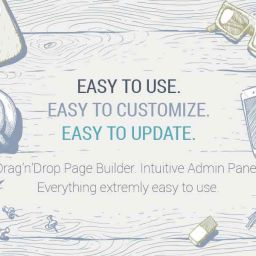 EASY TO USE.
EASY TO CUSTOMIZE.
EASY TO UPDATE.
Drag'n'Drop Page Builder. Intuitive Admin Pane
Everything extremly easy to use.